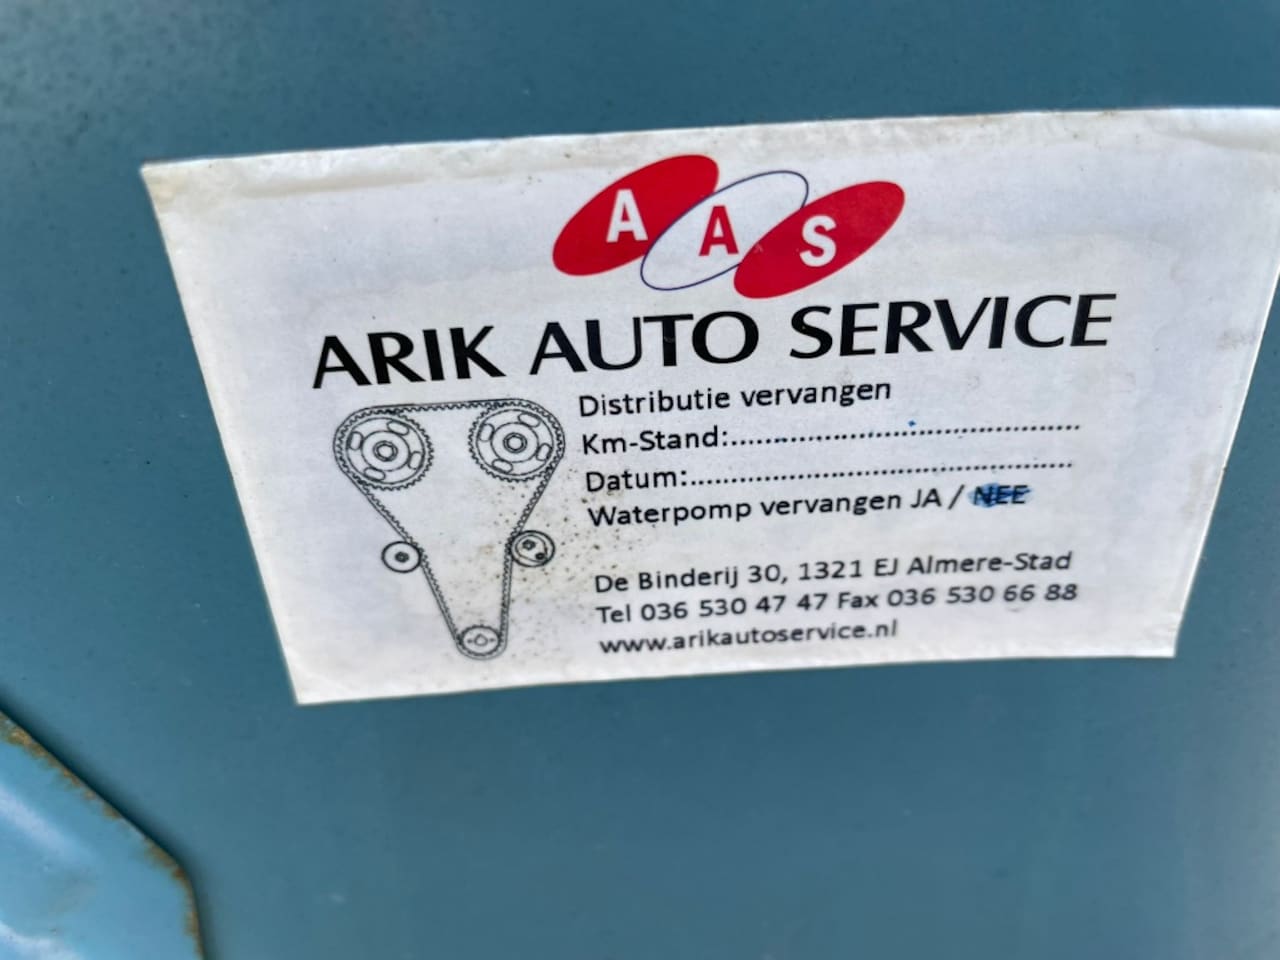 A A S
ARIK AUTO SERVICE
Distributie vervangen
Km-Stand:................................................
Datum:....................................................
Waterpomp vervangen JA / NEE
De Binderij 30, 1321 EJ Almere-Stad
Tel 036 530 47 47 Fax 036 530 66 88
www.arikautoservice.nl